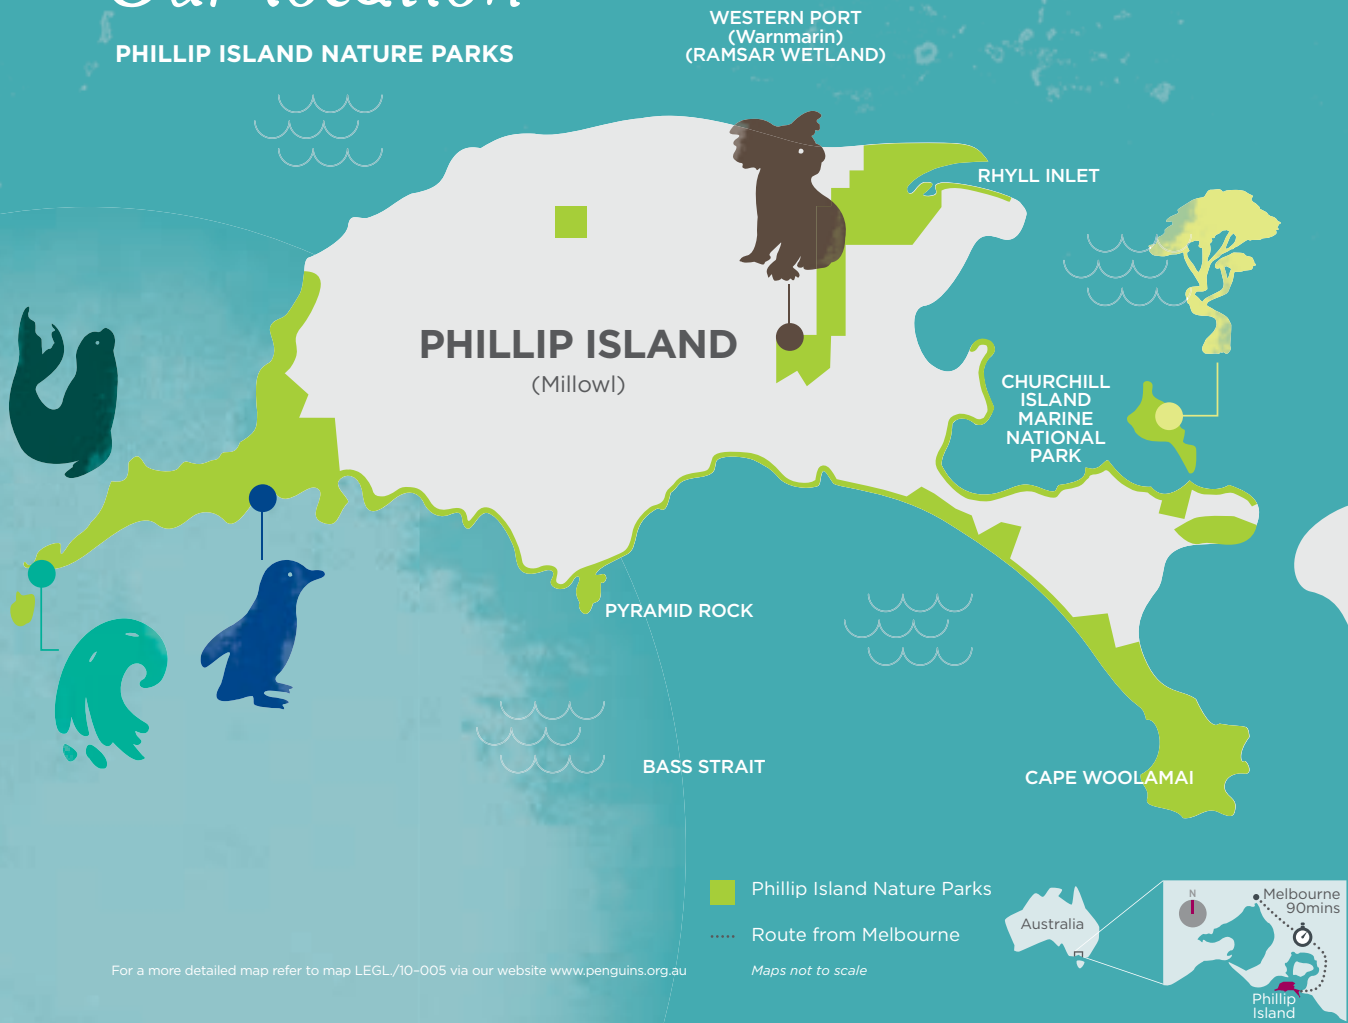 Our location
PHILLIP ISLAND NATURE PARKS
WESTERN PORT
(Warnmarin)
(RAMSAR WETLAND)
RHYLL INLET
PHILLIP ISLAND
(Millowl)
CHURCHILL
ISLAND
MARINE
NATIONAL
PARK
PYRAMID ROCK
BASS STRAIT
CAPE WOOLAMAI
Phillip Island Nature Parks
Route from Melbourne
Maps not to scale
For a more detailed map refer to map LEGL./10–005 via our website www.penguins.org.au
Australia
N
Melbourne
90mins
Phillip
Island